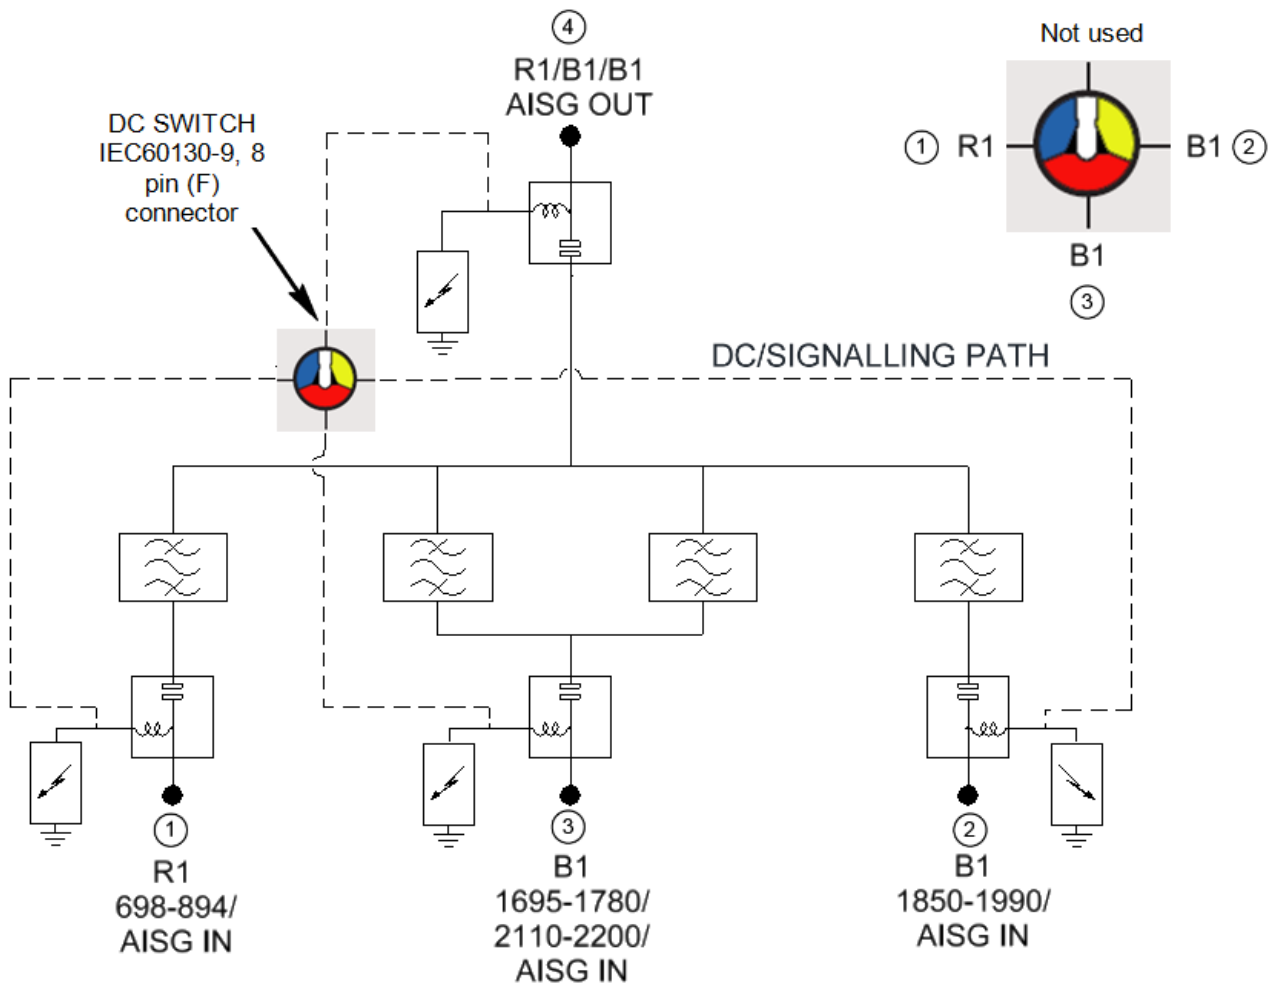 ④
R1/B1/B1
AISG OUT
Not used
① R1
B1 ②
B1
③
DC SWITCH
IEC60130-9, 8
pin (F)
connector
DC/SIGNALLING PATH
①
R1
698-894/
AISG IN
③
B1
1695-1780/
2110-2200/
AISG IN
②
B1
1850-1990/
AISG IN